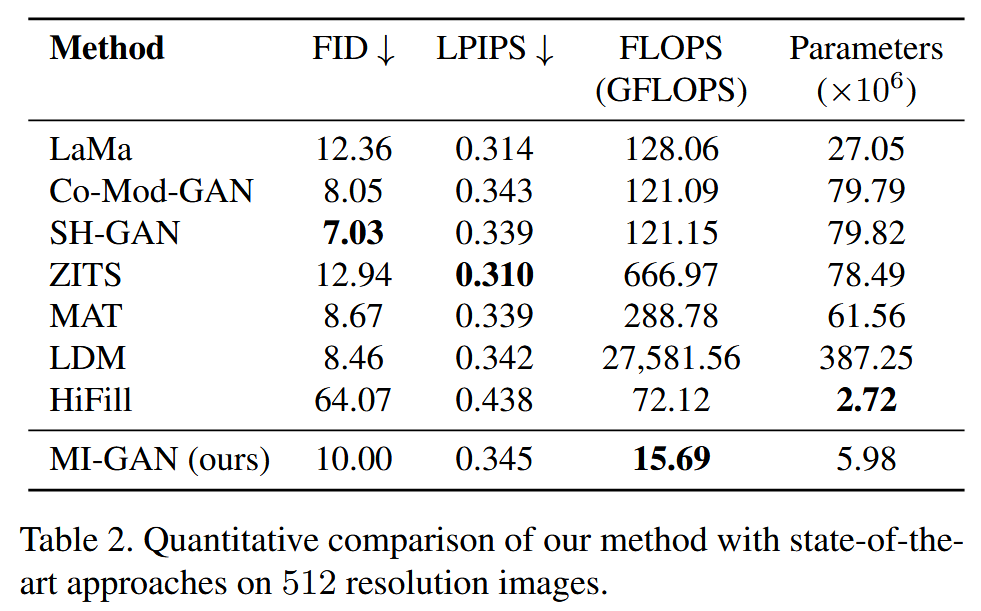 Method FID ↓ LPIPS ↓ FLOPS Parameters
(GFLOPS) (×10⁶)
LaMa 12.36 0.314 128.06 27.05
Co-Mod-GAN 8.05 0.343 121.09 79.79
SH-GAN 7.03 0.339 121.15 79.82
ZITS 12.94 0.310 666.97 78.49
MAT 8.67 0.339 288.78 61.56
LDM 8.46 0.342 27,581.56 387.25
HiFill 64.07 0.438 72.12 2.72
MI-GAN (ours) 10.00 0.345 15.69 5.98
Table 2. Quantitative comparison of our method with state-of-the-
art approaches on 512 resolution images.